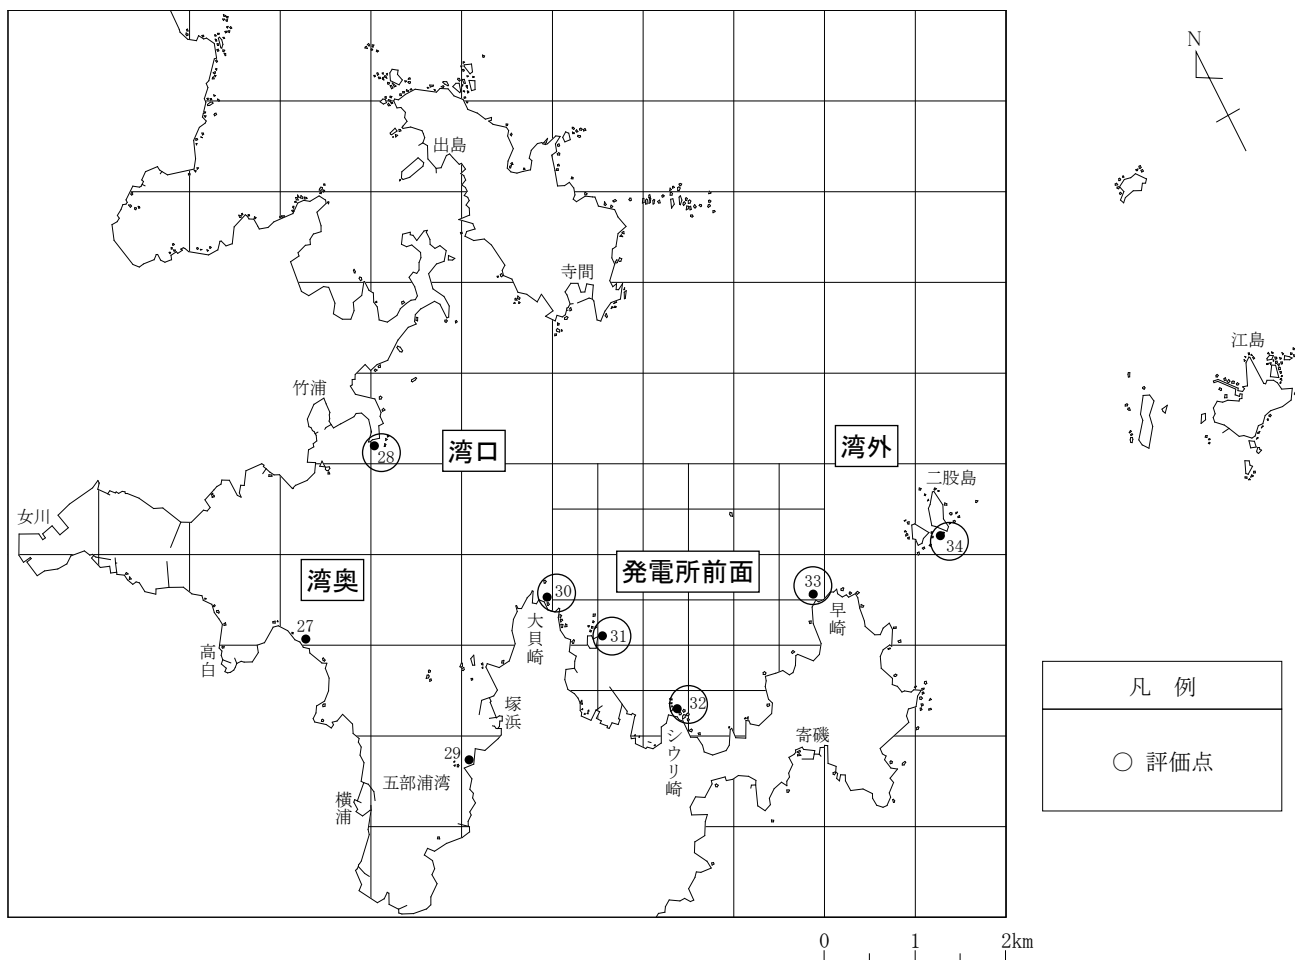 N
出島
寺間
江島
竹浦
28
湾口
湾外
二股島
34
女川
湾奥
発電所前面
30
33
27
31
大貝崎
早崎
高白
塚浜
32
シウリ崎
寄磯
29
五部浦湾
横浦
凡 例
○ 評価点
0 1 2km